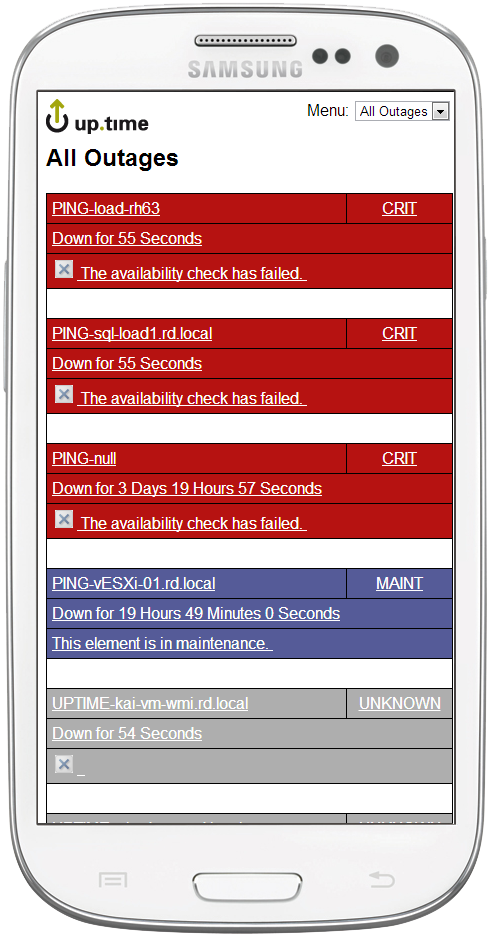 SAMSUNG
up.time
Menu: All Outages
All Outages
PING-load-rh63 CRIT
Down for 55 Seconds
The availability check has failed.
PING-sql-load1.rd.local CRIT
Down for 55 Seconds
The availability check has failed.
PING-null CRIT
Down for 3 Days 19 Hours 57 Seconds
The availability check has failed.
PING-vESXi-01.rd.local MAINT
Down for 19 Hours 49 Minutes 0 Seconds
This element is in maintenance.
UPTIME-kai-vm-wmi.rd.local UNKNOWN
Down for 54 Seconds